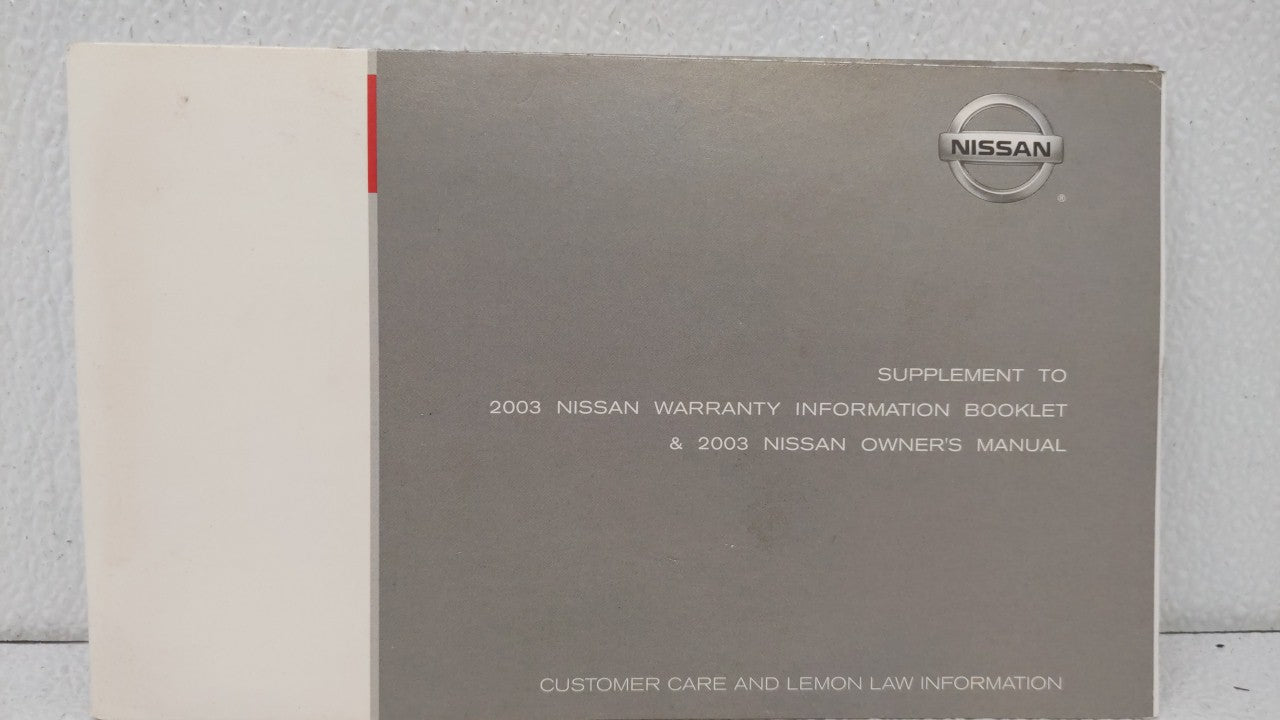 NISSAN
®
SUPPLEMENT TO
2003 NISSAN WARRANTY INFORMATION BOOKLET
& 2003 NISSAN OWNER'S MANUAL
CUSTOMER CARE AND LEMON LAW INFORMATION